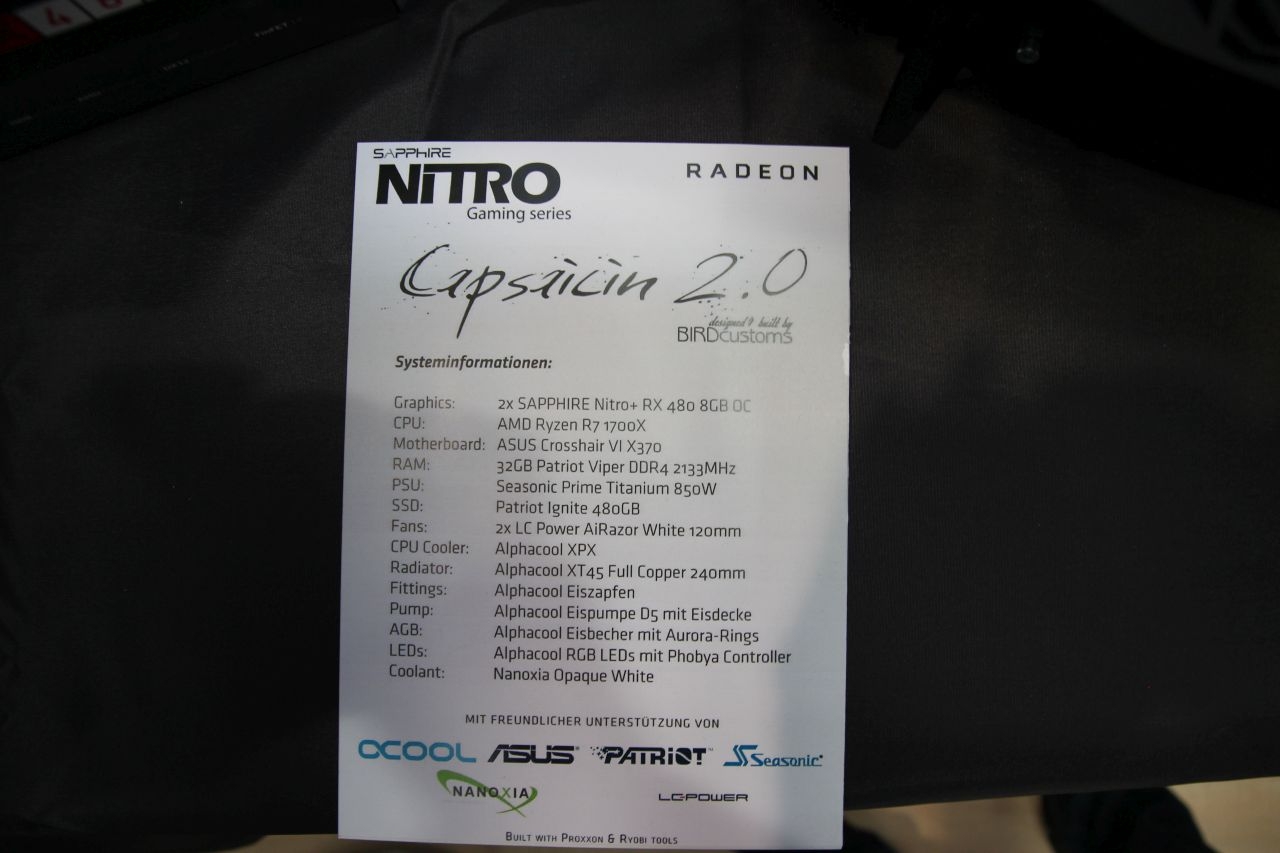 SAPPHIRE
NiTRO
Gaming series
RADEON
Capsaicin 2.0
designed & built by
BIRDcustoms
Systeminformationen:
Graphics: 2x SAPPHIRE Nitro+ RX 480 8GB OC
CPU: AMD Ryzen R7 1700X
Motherboard: ASUS Crosshair VI X370
RAM: 32GB Patriot Viper DDR4 2133MHz
PSU: Seasonic Prime Titanium 850W
SSD: Patriot Ignite 480GB
Fans: 2x LC Power AiRazor White 120mm
CPU Cooler: Alphacool XPX
Radiator: Alphacool XT45 Full Copper 240mm
Fittings: Alphacool Eiszapfen
Pump: Alphacool Eispumpe D5 mit Eisdecke
AGB: Alphacool Eisbecher mit Aurora-Rings
LEDs: Alphacool RGB LEDs mit Phobya Controller
Coolant: Nanoxia Opaque White
MIT FREUNDLICHER UNTERSTÜTZUNG VON
ACOOL ASUS PATRIOT Seasonic
NANOXIA LC-POWER
BUILT WITH PROXXON & RYOBI TOOLS